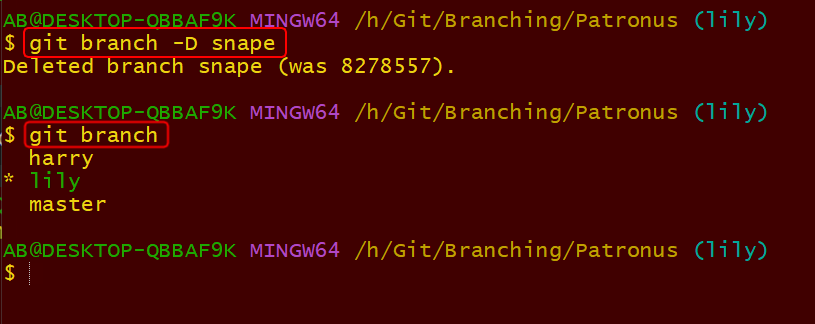 AB@DESKTOP-QBBAF9K MINGW64 /h/Git/Branching/Patronus (lily)
$ git branch -D snape
Deleted branch snape (was 8278557).
AB@DESKTOP-QBBAF9K MINGW64 /h/Git/Branching/Patronus (lily)
$ git branch
harry
* lily
master
AB@DESKTOP-QBBAF9K MINGW64 /h/Git/Branching/Patronus (lily)
$